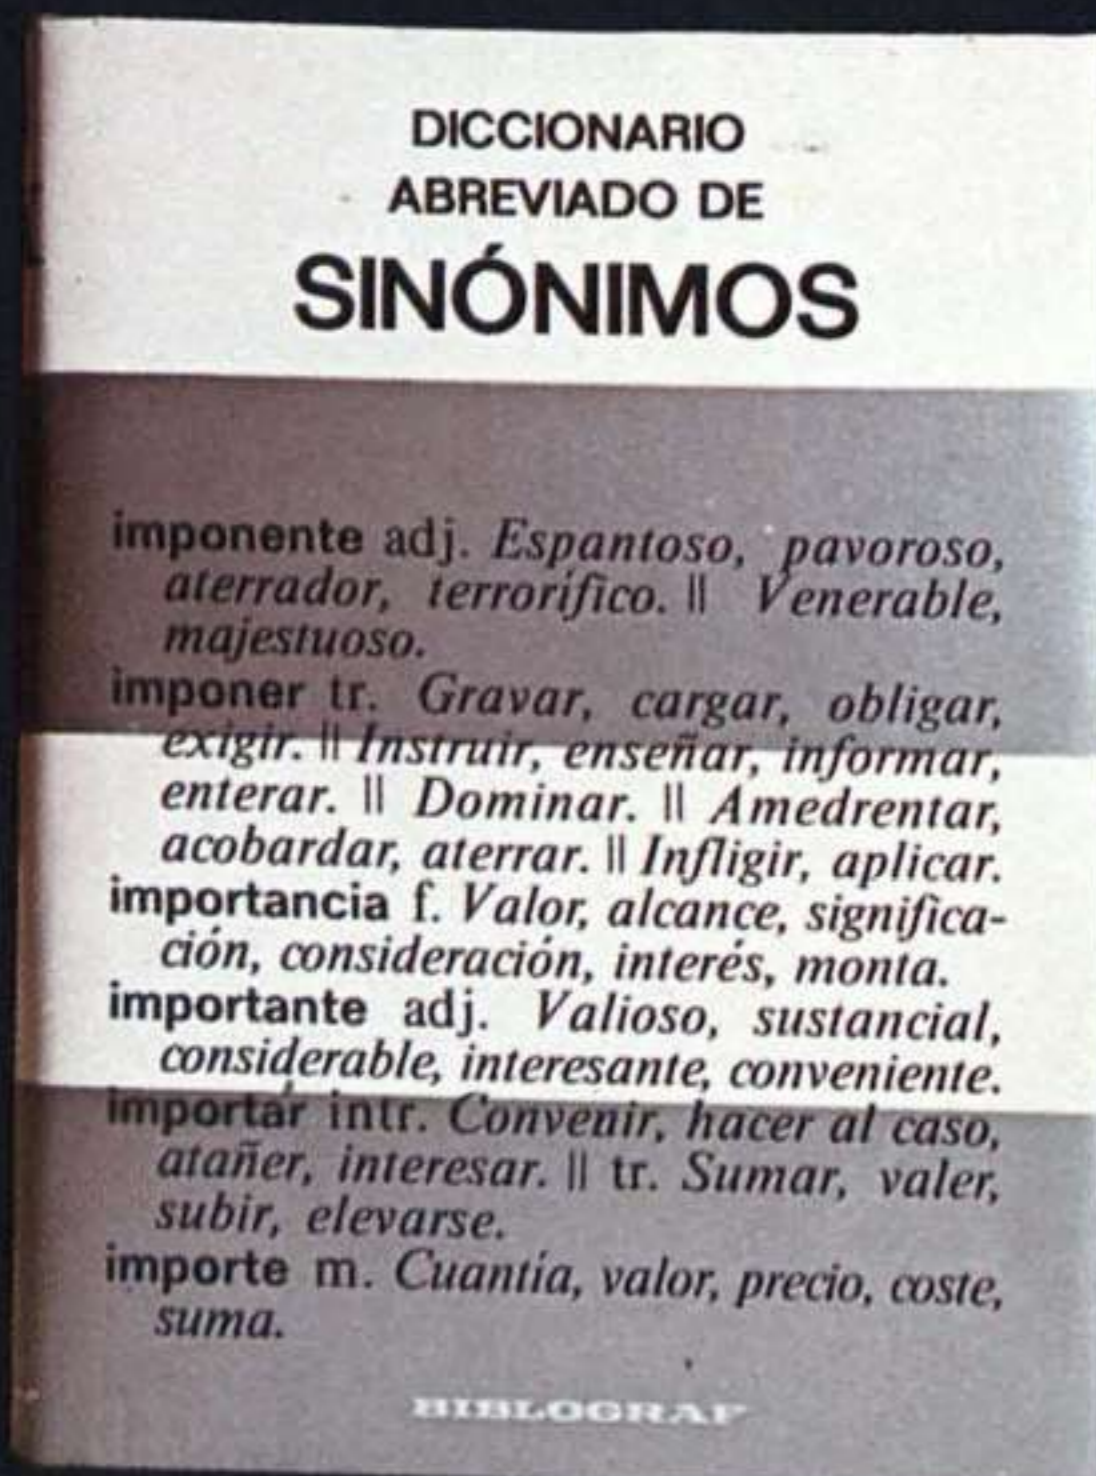 DICCIONARIO
ABREVIADO DE
SINÓNIMOS
imponente adj. Espantoso, pavoroso,
aterrador, terrorífico. || Venerable,
majestuoso.
imponer tr. Gravar, cargar, obligar,
exigir. || Instruir, enseñar, informar,
enterar. || Dominar. || Amedrentar,
acobardar, aterrar. || Infligir, aplicar.
importancia f. Valor, alcance, significa-
ción, consideración, interés, monta.
importante adj. Valioso, sustancial,
considerable, interesante, conveniente.
importar intr. Convenir, hacer al caso,
atañer, interesar. || tr. Sumar, valer,
subir, elevarse.
importe m. Cuantía, valor, precio, coste,
suma.
BIBLOGRAF